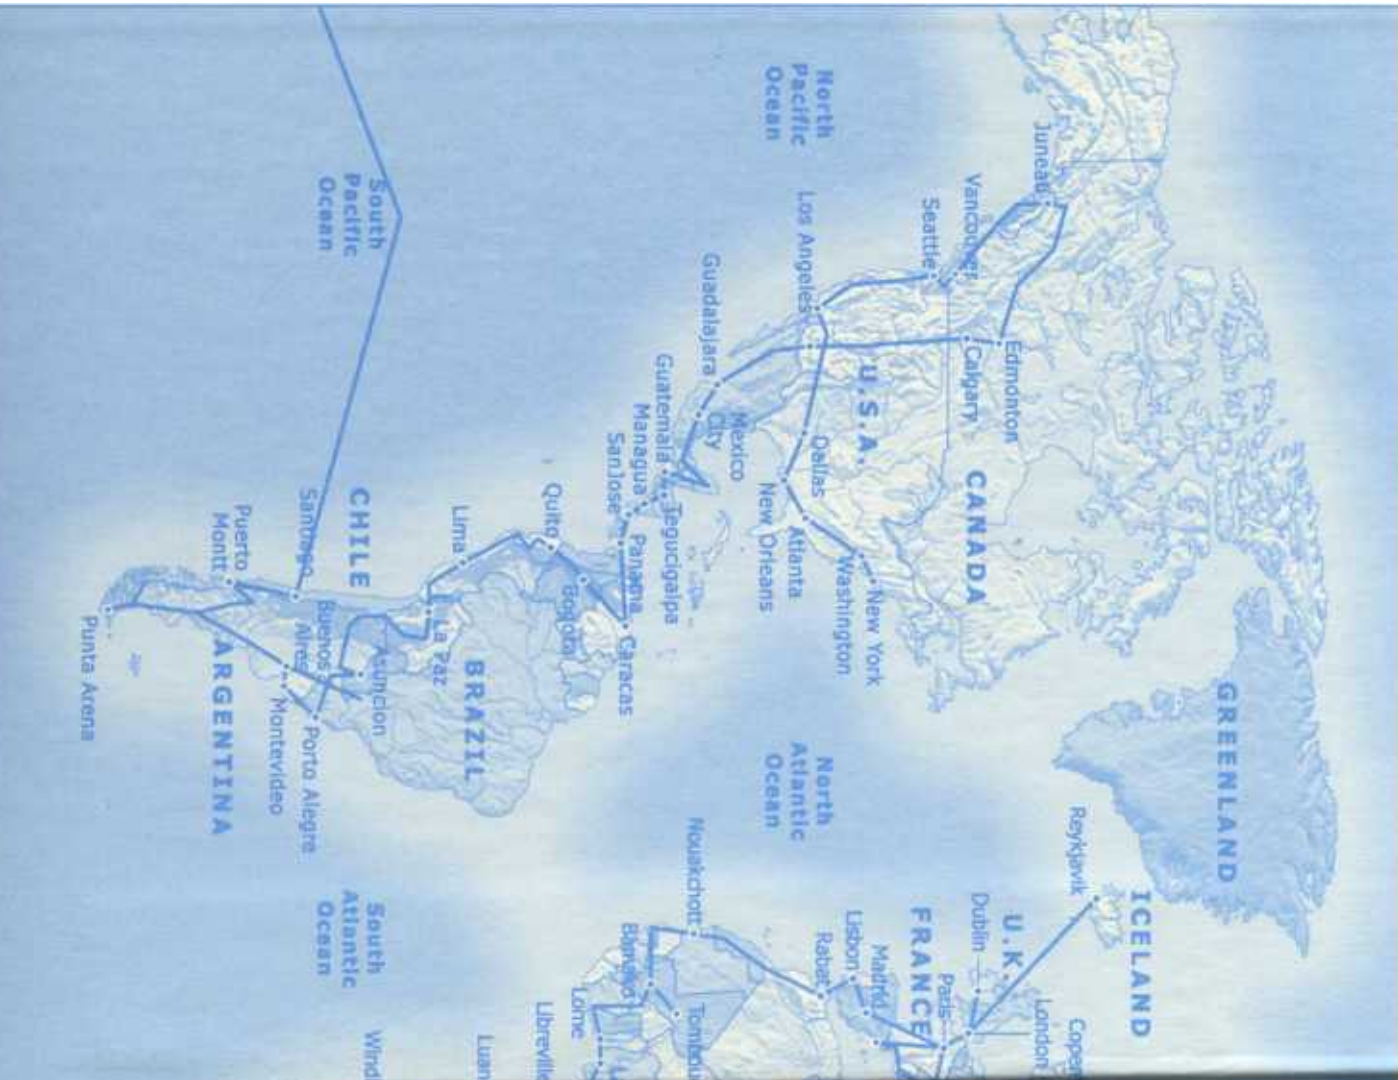 North
Pacific
Ocean
Juneau
Vancouver
Seattle
Los Angeles
South
Pacific
Ocean
Guadalajara
Edmonton
Calgary
U.S.A.
CANADA
Mexico
City
Guatemala
Managua
SanJose
Tegucigalpa
Panama
Dallas
New Orleans
Atlanta
Washington
New York
GREENLAND
Quito
Bogota
Caracas
Lima
La Paz
BRAZIL
CHILE
Santiago
Puerto
Montt
Buenos
Aires
Asuncion
ARGENTINA
Montevideo
Porto Alegre
Punta Arena
North
Atlantic
Ocean
South
Atlantic
Ocean
Reykjavik
ICELAND
U.K.
Dublin
London
FRANCE
Paris
Madrid
Lisbon
Rabat
Nouakchott
Bamako
Lome
Libreville